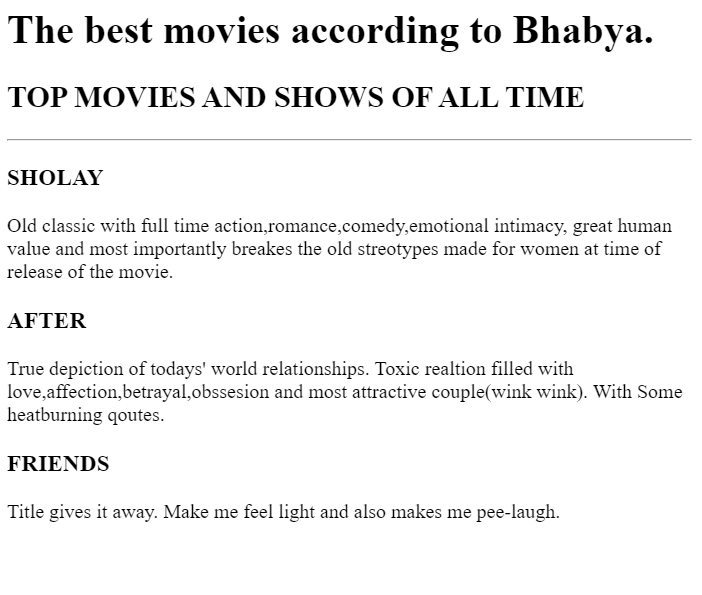 The best movies according to Bhabya.
TOP MOVIES AND SHOWS OF ALL TIME
SHOLAY
Old classic with full time action,romance,comedy,emotional intimacy, great human
value and most importantly breakes the old streotypes made for women at time of
release of the movie.
AFTER
True depiction of todays' world relationships. Toxic realtion filled with
love,affection,betrayal,obssesion and most attractive couple(wink wink). With Some
heatburning qoutes.
FRIENDS
Title gives it away. Make me feel light and also makes me pee-laugh.